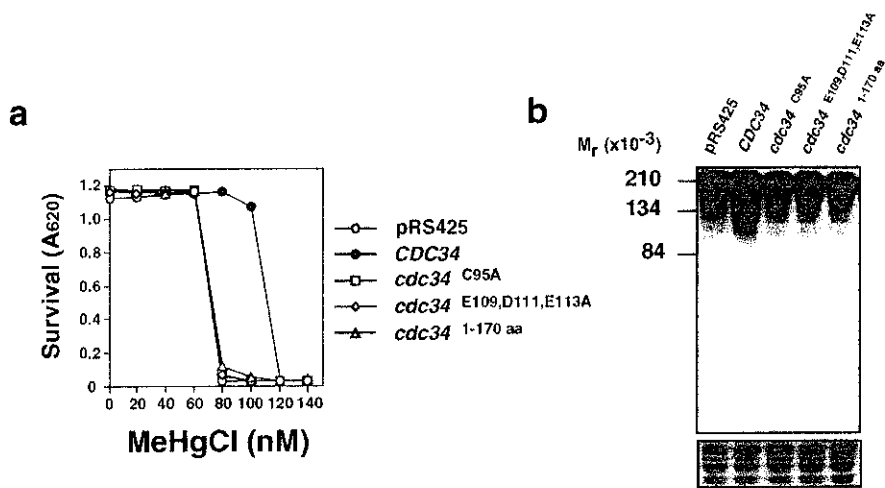 a
Survival (A620)
1.2
1.0
0.8
0.6
0.4
0.2
0
0 20 40 60 80 100 120 140
MeHgCl (nM)
pRS425
CDC34
cdc34 C95A
cdc34 E109,D111,E113A
cdc34 1-170 aa
b
pRS425
CDC34
cdc34 C95A
cdc34 E109,D111,E113A
cdc34 1-170 aa
Mr (x10-3)
210
134
84